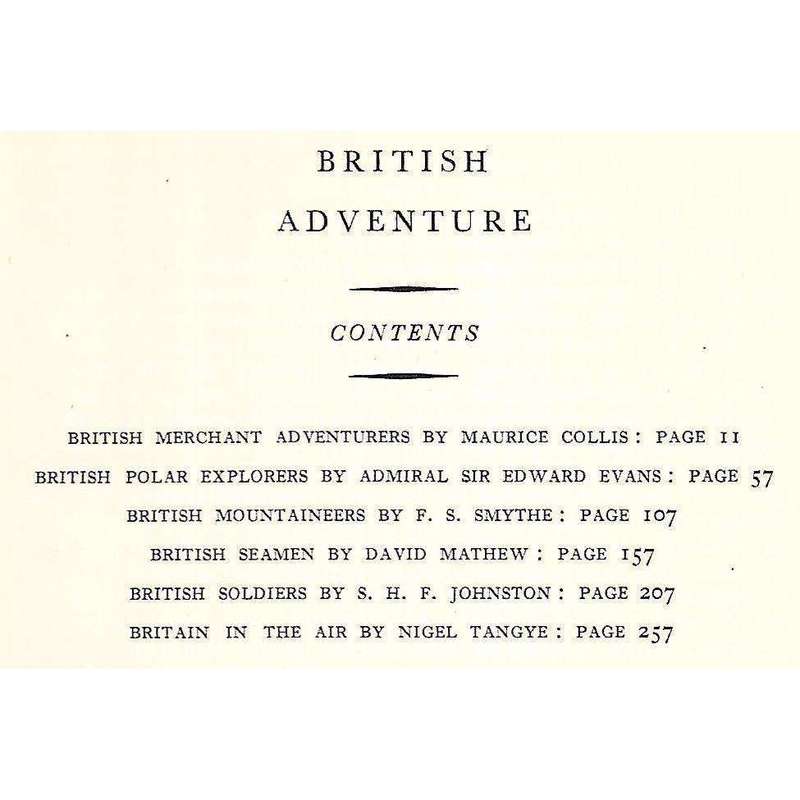 BRITISH
ADVENTURE
CONTENTS
BRITISH MERCHANT ADVENTURERS BY MAURICE COLLIS: PAGE 11
BRITISH POLAR EXPLORERS BY ADMIRAL SIR EDWARD EVANS: PAGE 57
BRITISH MOUNTAINEERS BY F. S. SMYTHE: PAGE 107
BRITISH SEAMEN BY DAVID MATHEW: PAGE 157
BRITISH SOLDIERS BY S. H. F. JOHNSTON: PAGE 207
BRITAIN IN THE AIR BY NIGEL TANGYE: PAGE 257